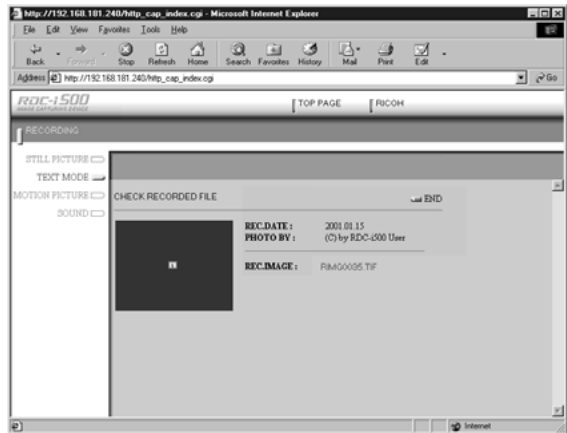 http://192.168.181.240/http_cap_index.cgi - Microsoft Internet Explorer
File Edit View Favorites Tools Help
Back Forward Stop Refresh Home Search Favorites History Mail Print Edit
Address http://192.168.181.240/http_cap_index.cgi Go
RDC-i500
IMAGE CAPTURING DEVICE
TOP PAGE RICOH
RECORDING
STILL PICTURE
TEXT MODE
MOTION PICTURE
SOUND
CHECK RECORDED FILE END
REC.DATE : 2001.01.15
PHOTO BY : (C) by RDC-i500 User
REC.IMAGE : RIMG0035.TIF
Internet